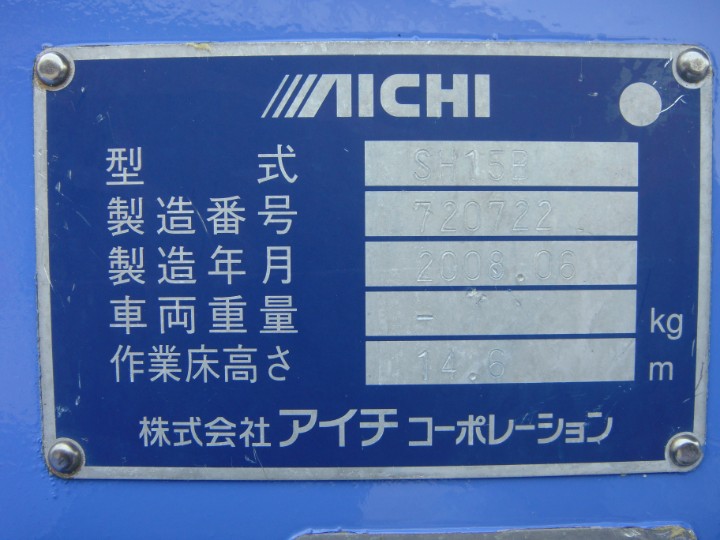 AICHI
型式 SH15B
製造番号 720722
製造年月 2008.06
車両重量 - kg
作業床高さ 14.6 m
株式会社アイチコーポレーション